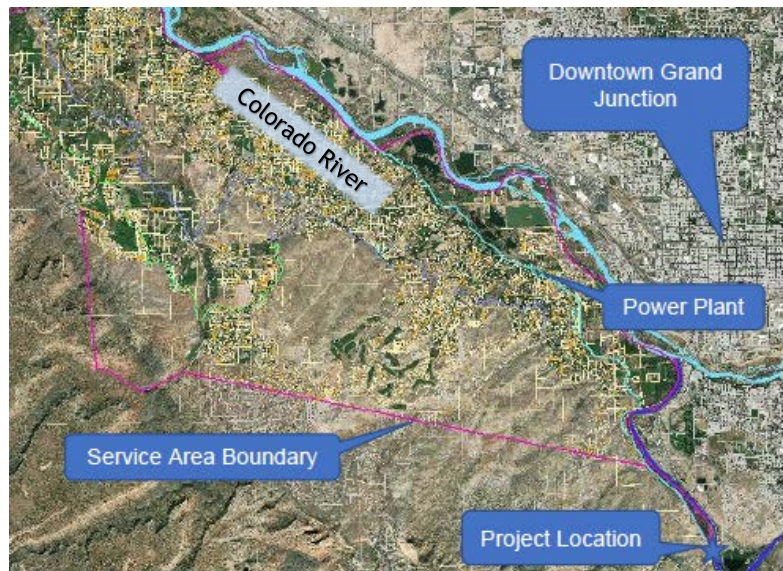 Downtown Grand
Junction
Colorado River
Power Plant
Service Area Boundary
Project Location